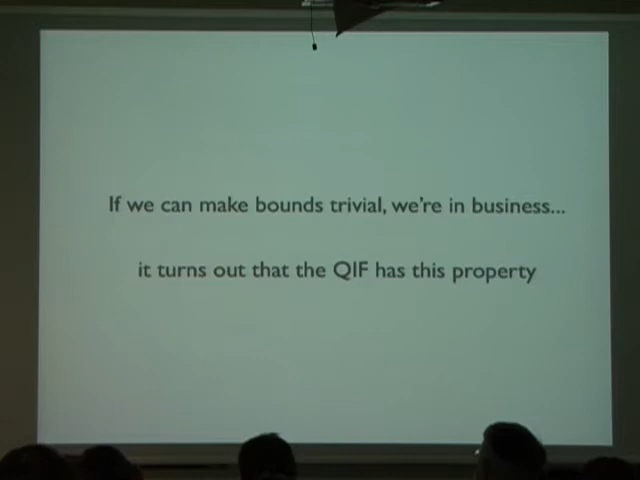 If we can make bounds trivial, we're in business...
it turns out that the QIF has this property